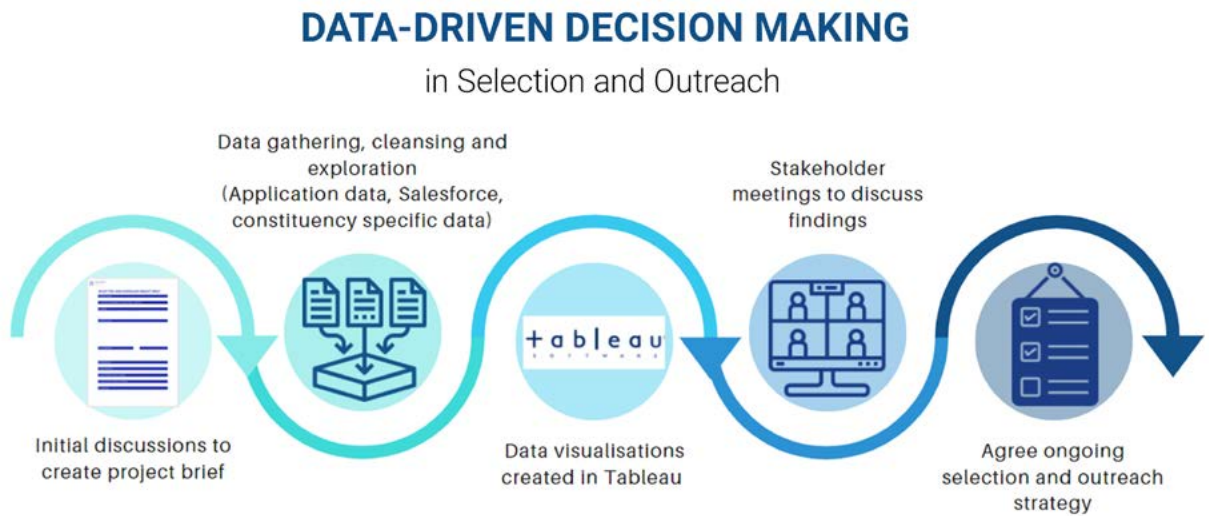 DATA-DRIVEN DECISION MAKING
in Selection and Outreach
Data gathering, cleansing and
exploration
(Application data, Salesforce,
constituency specific data)
Stakeholder
meetings to discuss
findings
+ableau
SOFTWARE
Initial discussions to
create project brief
Data visualisations
created in Tableau
Agree ongoing
selection and outreach
strategy